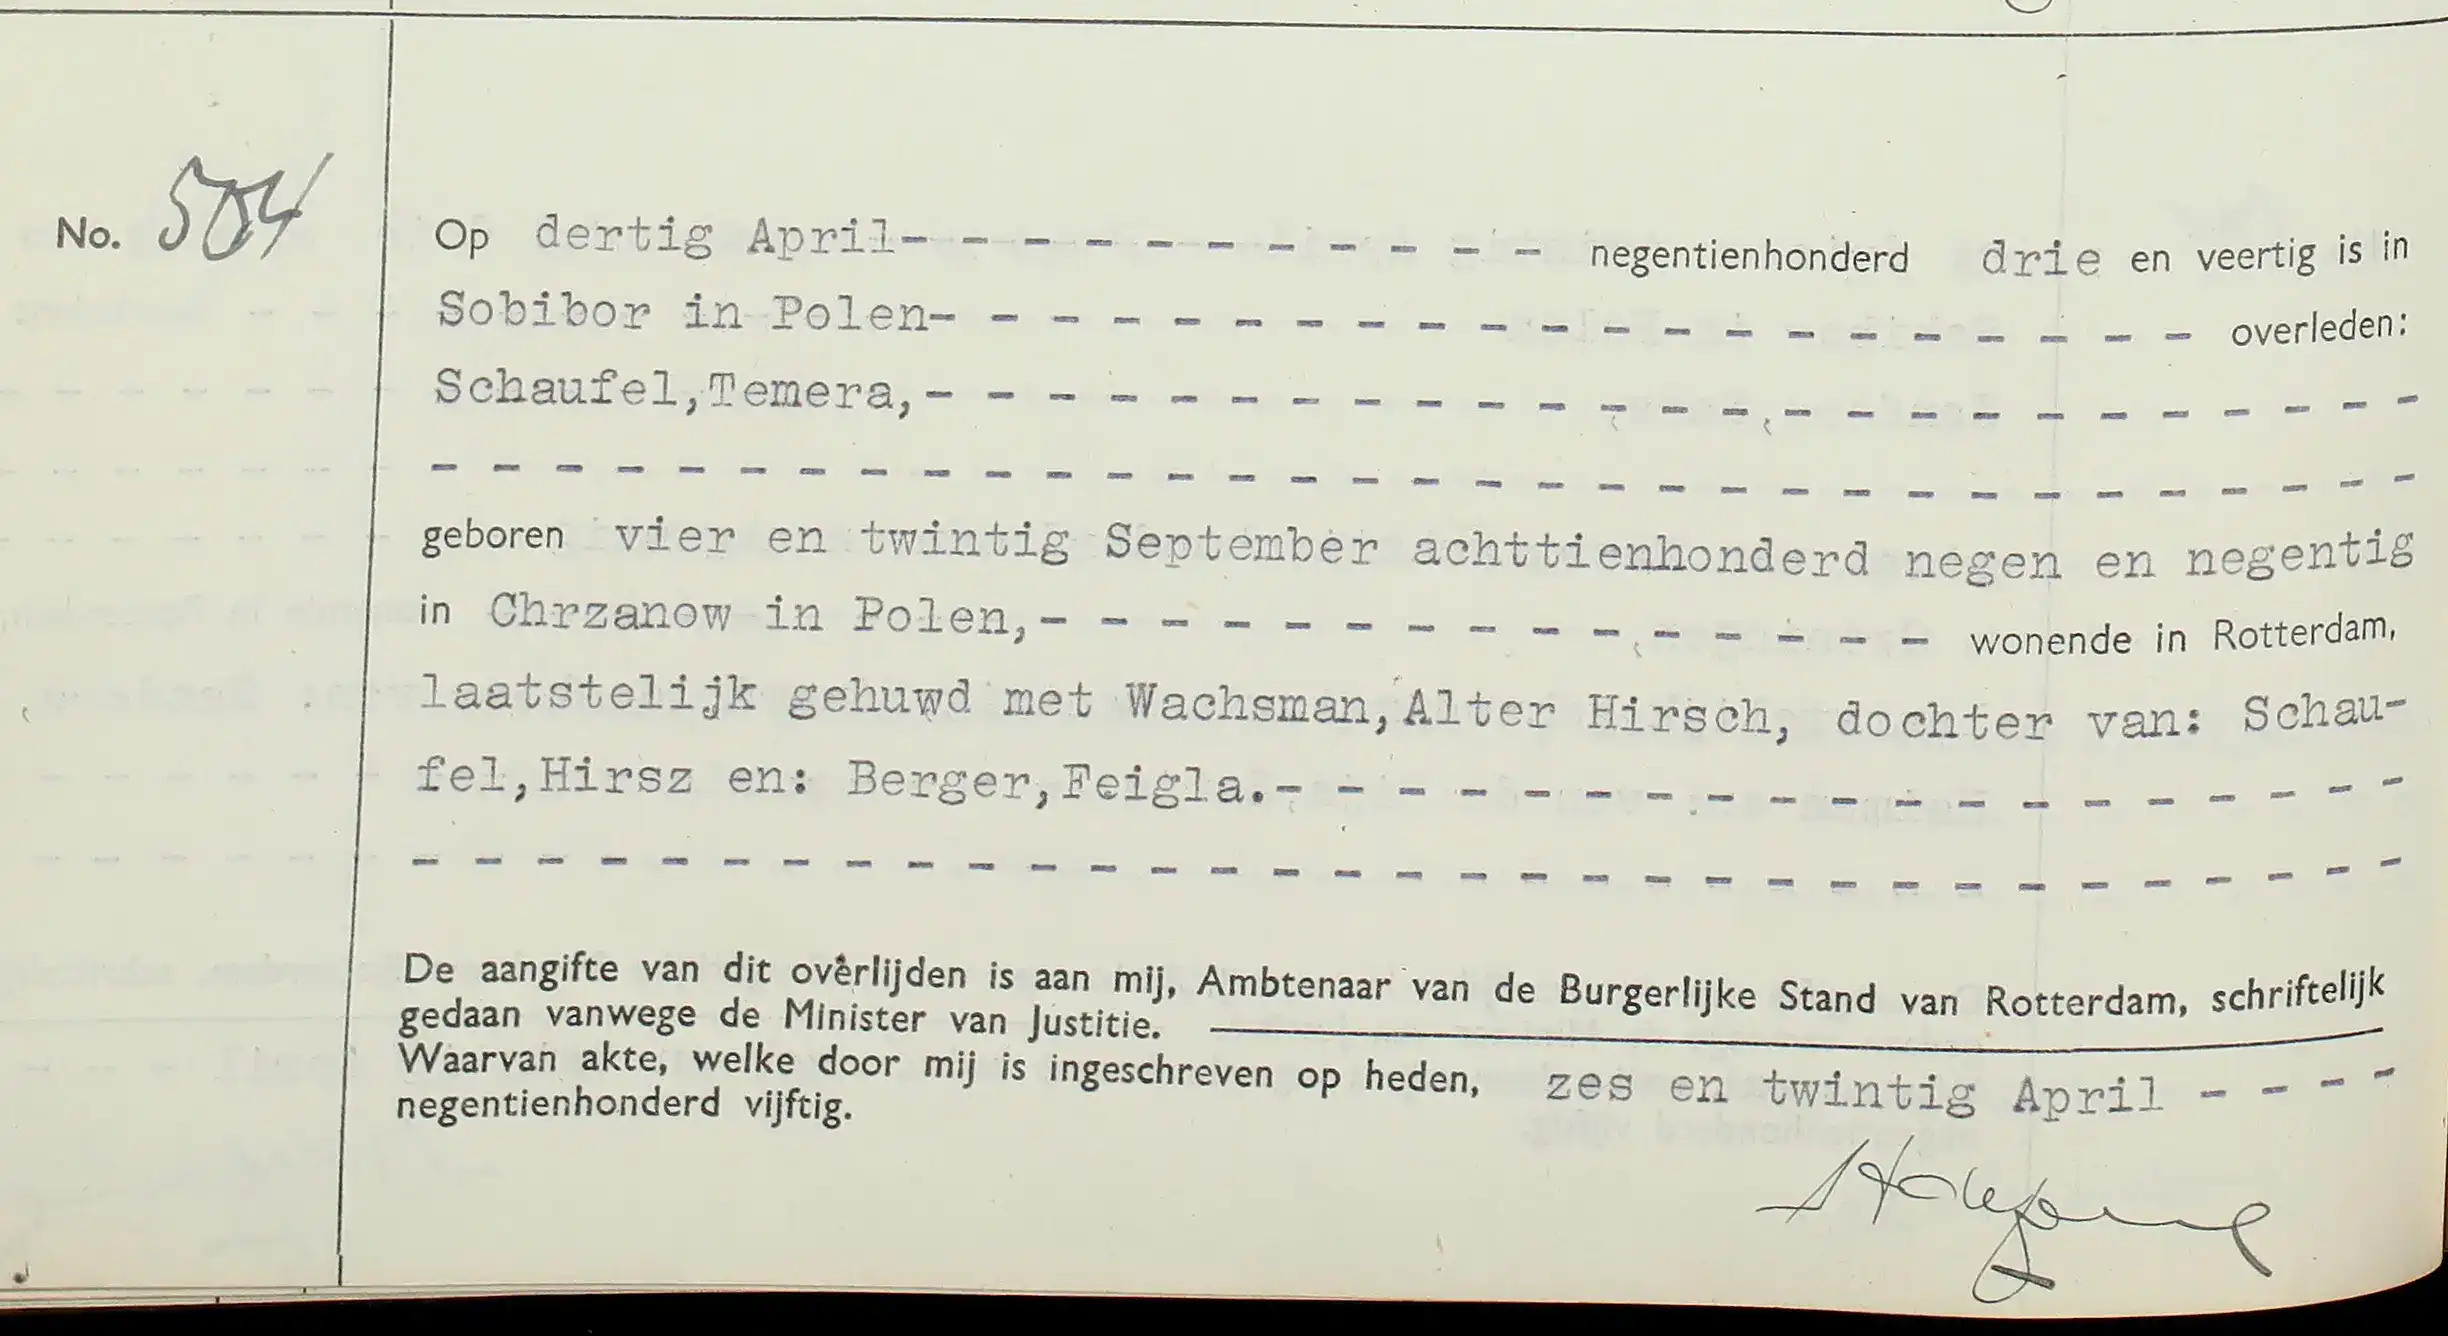 No. 504
Op dertig April- - - - - - - - - - - negentienhonderd drie en veertig is in
Sobibor in Polen- - - - - - - - - - - - - - - - - - - - - overleden:
Schaufel,Temera,- - - - - - - - - - - - - - - - - - - - - - - - -
- - - - - - - - - - - - - - - - - - - - - - - - - - - - - - - - -
geboren vier en twintig September achttienhonderd negen en negentig
in Chrzanow in Polen,- - - - - - - - - - - - - - - wonende in Rotterdam,
laatstelijk gehuwd met Wachsman,Alter Hirsch, dochter van: Schau-
fel,Hirsz en: Berger,Feigla.- - - - - - - - - - - - - - - - - - -
- - - - - - - - - - - - - - - - - - - - - - - - - - - - - - - - -
De aangifte van dit overlijden is aan mij, Ambtenaar van de Burgerlijke Stand van Rotterdam, schriftelijk
gedaan vanwege de Minister van Justitie.
Waarvan akte, welke door mij is ingeschreven op heden, zes en twintig April - - - -
negentienhonderd vijftig.